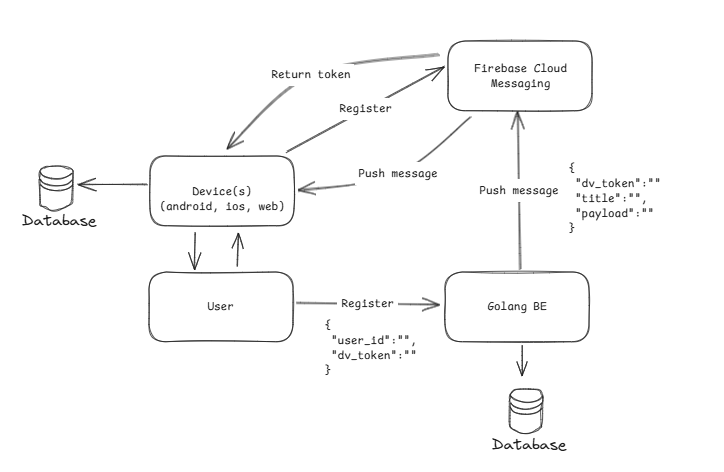 Firebase Cloud
Messaging
Return token
Register
Push message
{
"dv_token":""
"title":"",
"payload":""
}
Push message
Device(s)
(android, ios, web)
Database
User
Register
{
"user_id":"",
"dv_token":""
}
Golang BE
Database